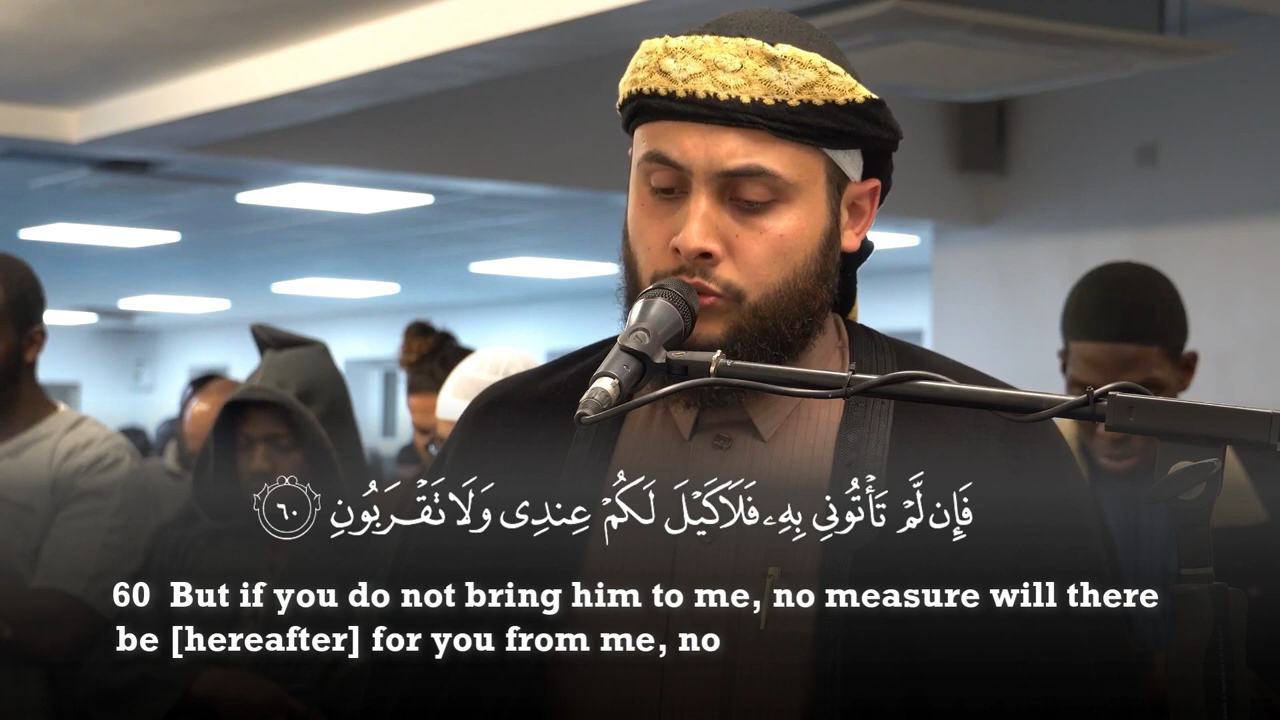 فَإِن لَّمْ تَأْتُونِى بِهِۦ فَلَا كَيْلَ لَكُمْ عِندِى وَلَا تَقْرَبُونِ ٦٠
60 But if you do not bring him to me, no measure will there
be [hereafter] for you from me, no